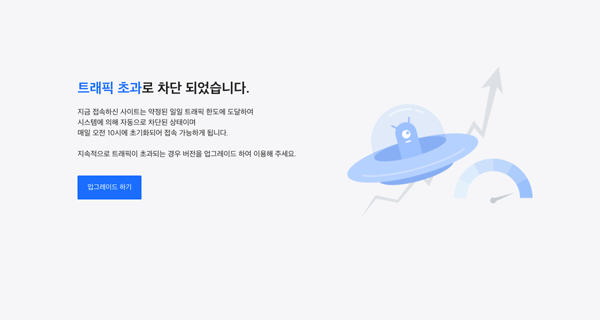 트래픽 초과로 차단 되었습니다.
지금 접속하신 사이트는 약정된 일일 트래픽 한도에 도달하여
시스템에 의해 자동으로 차단된 상태이며
매일 오전 10시에 초기화되어 접속 가능하게 됩니다.
지속적으로 트래픽이 초과되는 경우 버전을 업그레이드 하여 이용해 주세요.
업그레이드 하기